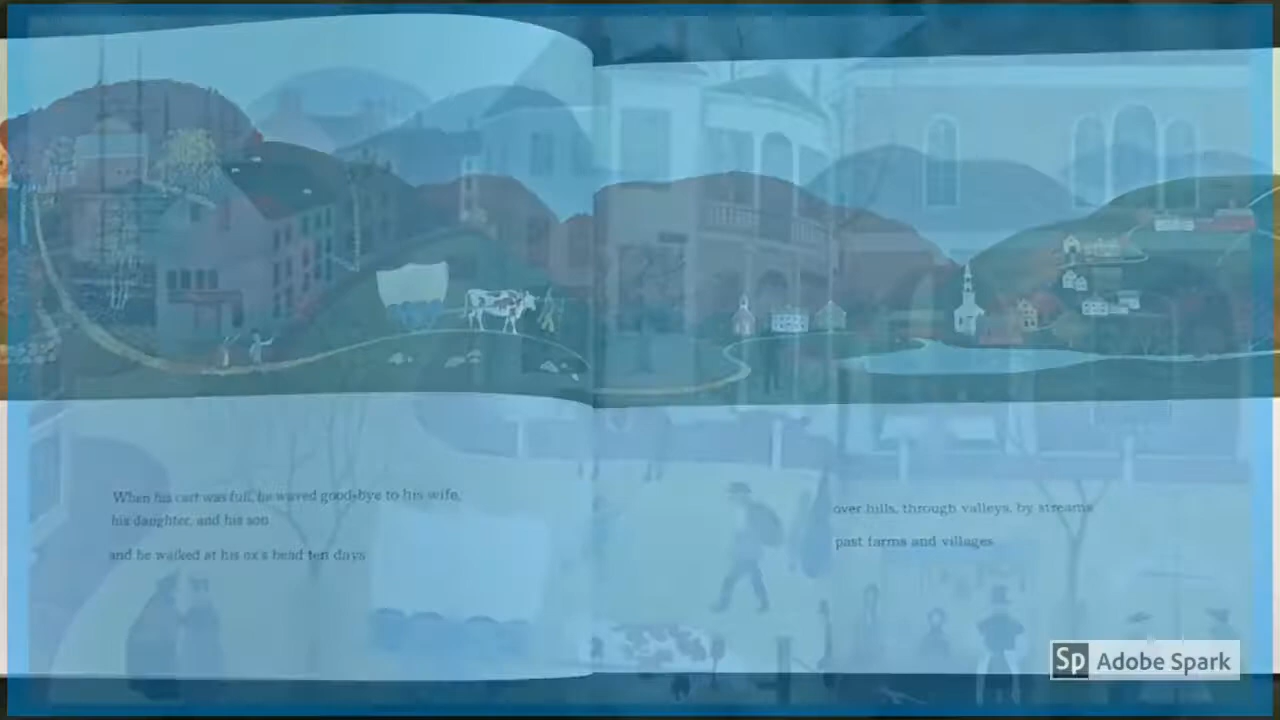 When his cart was full, he waved good-bye to his wife,
his daughter, and his son
and he walked at his ox's head ten days
over hills, through valleys, by streams
past farms and villages
Sp Adobe Spark